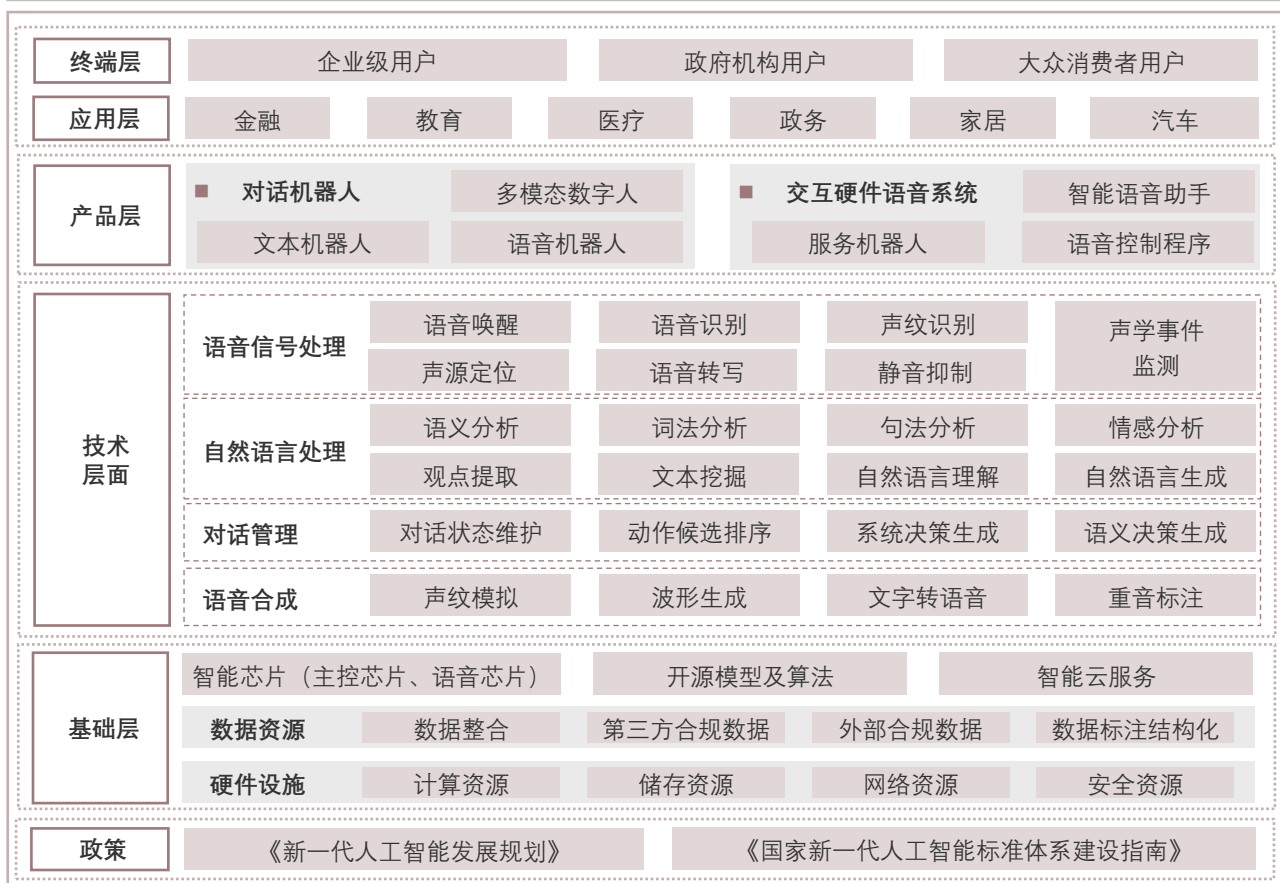 终端层 企业级用户 政府机构用户 大众消费者用户
应用层 金融 教育 医疗 政务 家居 汽车
产品层
对话机器人 多模态数字人
文本机器人 语音机器人
交互硬件语音系统 智能语音助手
服务机器人 语音控制程序
技术
层面
语音信号处理
语音唤醒 语音识别 声纹识别 声学事件
监测
声源定位 语音转写 静音抑制
自然语言处理
语义分析 词法分析 句法分析 情感分析
观点提取 文本挖掘 自然语言理解 自然语言生成
对话管理 对话状态维护 动作候选排序 系统决策生成 语义决策生成
语音合成 声纹模拟 波形生成 文字转语音 重音标注
基础层
智能芯片（主控芯片、语音芯片） 开源模型及算法 智能云服务
数据资源 数据整合 第三方合规数据 外部合规数据 数据标注结构化
硬件设施 计算资源 储存资源 网络资源 安全资源
政策 《新一代人工智能发展规划》 《国家新一代人工智能标准体系建设指南》